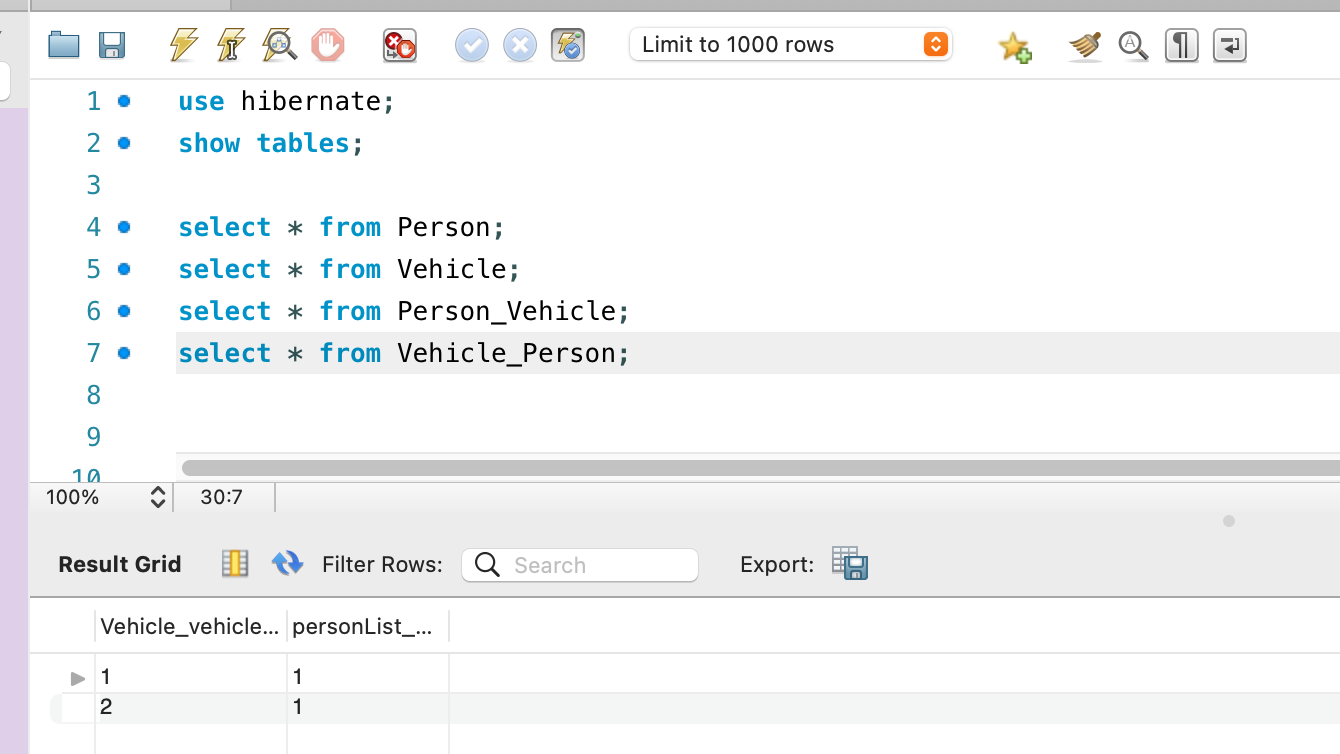 Limit to 1000 rows
1 use hibernate;
2 show tables;
3
4 select * from Person;
5 select * from Vehicle;
6 select * from Person_Vehicle;
7 select * from Vehicle_Person;
8
9
10
100% 30:7
Result Grid Filter Rows: Search Export:
Vehicle_vehicle... personList_...
1 1
2 1